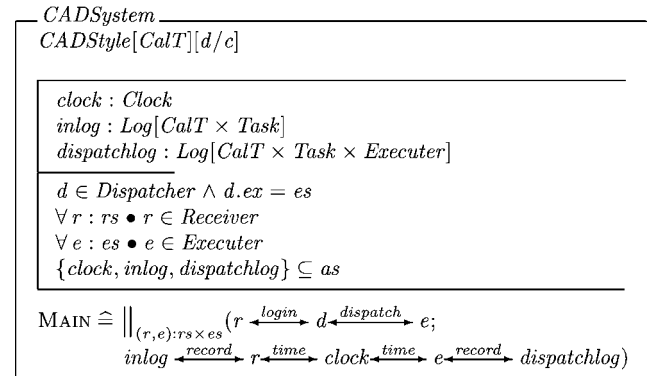 CADSystem
CADStyle[CalT][d/c]
clock : Clock
inlog : Log[CalT × Task]
dispatchlog : Log[CalT × Task × Executer]
d ∈ Dispatcher ∧ d.ex = es
∀ r : rs • r ∈ Receiver
∀ e : es • e ∈ Executer
{clock, inlog, dispatchlog} ⊆ as
MAIN ≙ ‖(r,e):rs×es (r ⟷login d ⟷dispatch e;
inlog ⟷record r ⟷time clock ⟷time e ⟷record dispatchlog)